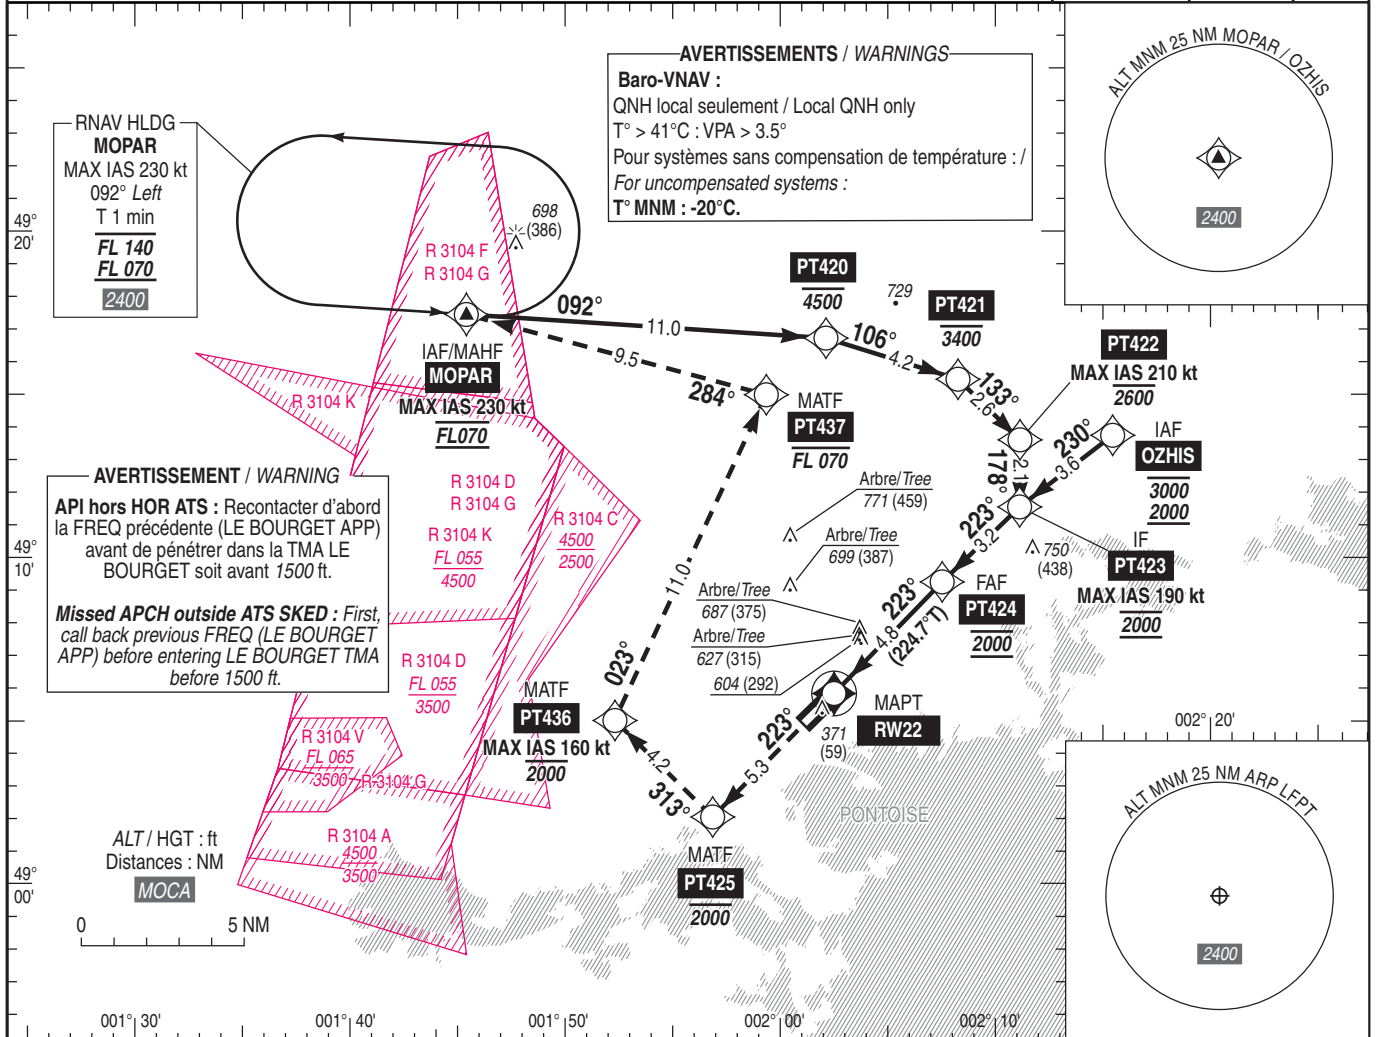 AVERTISSEMENTS / WARNINGS
Baro-VNAV :
QNH local seulement / Local QNH only
T° > 41°C : VPA > 3.5°
Pour systèmes sans compensation de température : /
For uncompensated systems :
T° MNM : -20°C.
ALT MNM 25 NM MOPAR / OZHIS
2400
RNAV HLDG
MOPAR
MAX IAS 230 kt
092° Left
T 1 min
FL 140
FL 070
2400
49°
20'
698
(386)
R 3104 F
R 3104 G
092°
11.0
PT420
4500
729
106°
4.2
PT421
3400
133°
2.6
PT422
MAX IAS 210 kt
2600
IAF/MAHF
MOPAR
MAX IAS 230 kt
FL070
9.5
284°
MATF
PT437
FL 070
R 3104 K
178°
2.1
230°
3.6
IAF
OZHIS
3000
2000
AVERTISSEMENT / WARNING
API hors HOR ATS : Recontacter d'abord
la FREQ précédente (LE BOURGET APP)
avant de pénétrer dans la TMA LE
BOURGET soit avant 1500 ft.
Missed APCH outside ATS SKED : First,
call back previous FREQ (LE BOURGET
APP) before entering LE BOURGET TMA
before 1500 ft.
R 3104 D
R 3104 G
R 3104 K
FL 055
4500
R 3104 C
4500
2500
Arbre/Tree
771 (459)
Arbre/Tree
699 (387)
Arbre/Tree
687 (375)
Arbre/Tree
627 (315)
604 (292)
223°
3.2
750
(438)
IF
PT423
MAX IAS 190 kt
2000
49°
10'
FAF
PT424
2000
223°
4.8
(224.7°T)
11.0
023°
R 3104 D
FL 055
3500
MATF
PT436
MAX IAS 160 kt
2000
MAPT
RW22
371
(59)
223°
5.3
4.2
313°
002° 20'
R 3104 V
FL 065
3500
R 3104 G
R 3104 A
4500
3500
PONTOISE
MATF
PT425
2000
ALT MNM 25 NM ARP LFPT
2400
ALT / HGT : ft
Distances : NM
MOCA
0
5 NM
49°
00'
001° 30'
001° 40'
001° 50'
002° 00'
002° 10'